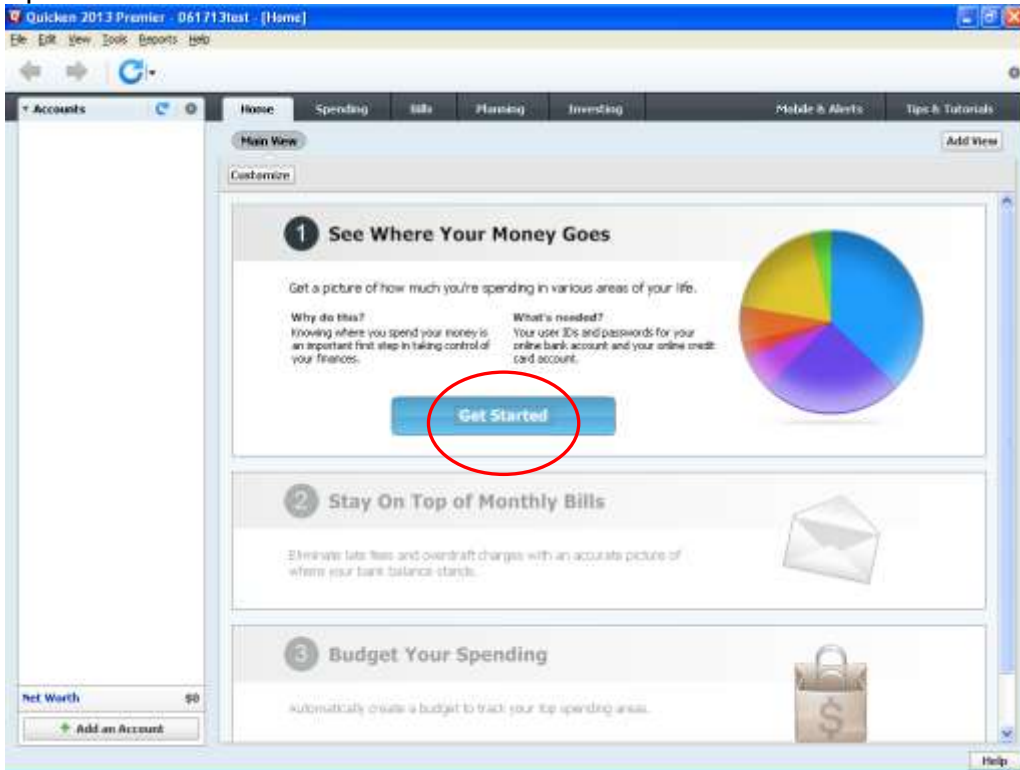 Quicken 2013 Premier - 061713test - [Home]
File Edit View Tools Reports Help
Accounts
Home Spending Bills Planning Investing Mobile & Alerts Tips & Tutorials
Main View Add View
Customize
1 See Where Your Money Goes
Get a picture of how much you're spending in various areas of your life.
Why do this?
Knowing where you spend your money is
an important first step in taking control of
your finances.
What's needed?
Your user IDs and passwords for your
online bank account and your online credit
card account.
Get Started
2 Stay On Top of Monthly Bills
Eliminate late fees and overdraft charges with an accurate picture of
where your bank balance stands.
3 Budget Your Spending
Automatically create a budget to track your top spending areas.
$
Net Worth $0
Add an Account
Help